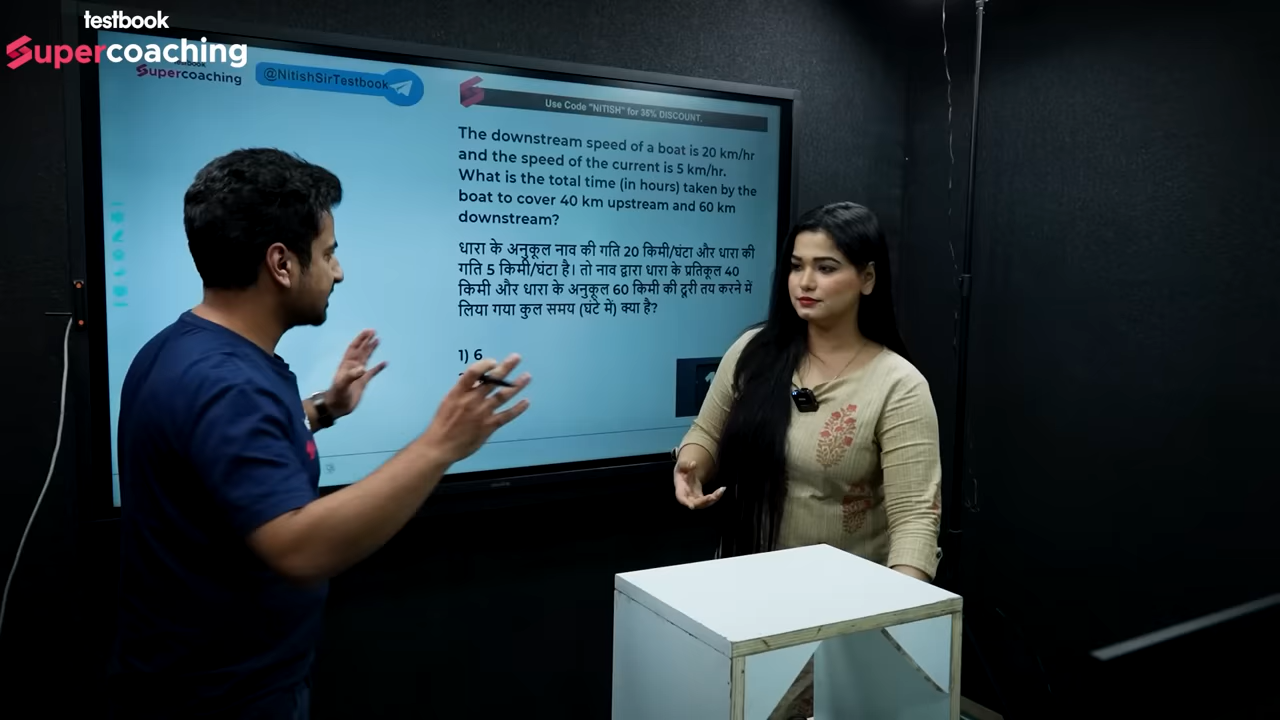 testbook
Supercoaching
Supercoaching
@NitishSirTestbook
Use Code "NITISH" for 35% DISCOUNT.
The downstream speed of a boat is 20 km/hr
and the speed of the current is 5 km/hr.
What is the total time (in hours) taken by the
boat to cover 40 km upstream and 60 km
downstream?
धारा के अनुकूल नाव की गति 20 किमी/घंटा और धारा की
गति 5 किमी/घंटा है। तो नाव द्वारा धारा के प्रतिकूल 40
किमी और धारा के अनुकूल 60 किमी की दूरी तय करने में
लिया गया कुल समय (घंटे में) क्या है?
1) 6